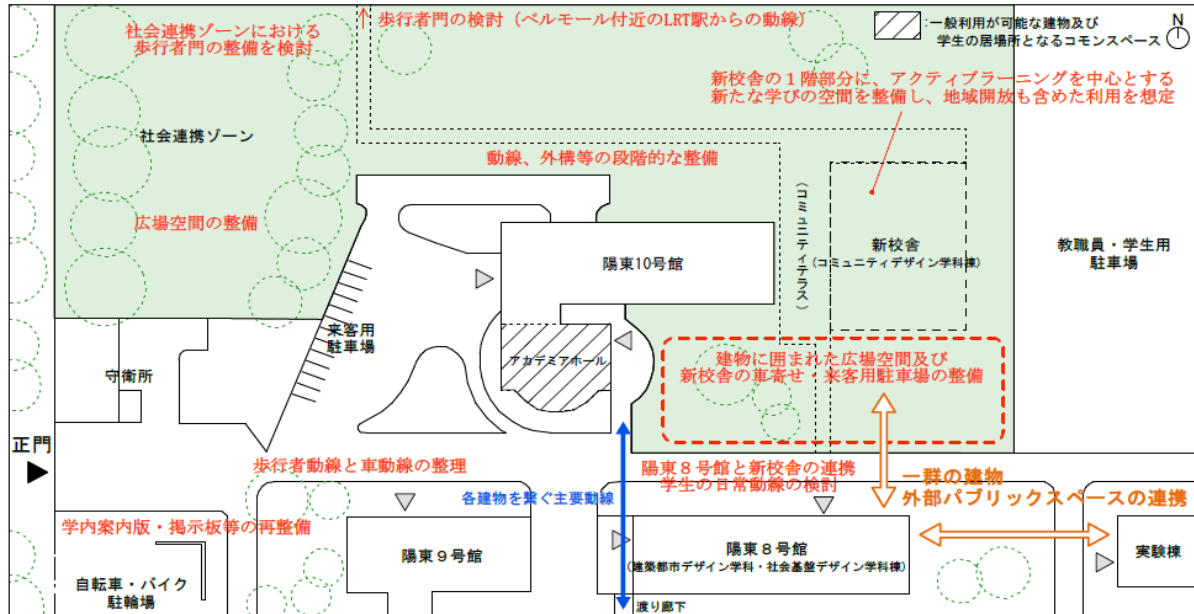 社会連携ゾーンにおける
歩行者門の整備を検討
歩行者門の検討（ベルモール付近のLRT駅からの動線）
：一般利用が可能な建物及び
学生の居場所となるコモンスペース
N
新校舎の１階部分に、アクティブラーニングを中心とする
新たな学びの空間を整備し、地域開放も含めた利用を想定
社会連携ゾーン
動線、外構等の段階的な整備
広場空間の整備
（コミュニティテラス）
新校舎
（コミュニティデザイン学科棟）
教職員・学生用
駐車場
陽東10号館
来客用
駐車場
アカデミアホール
建物に囲まれた広場空間及び
新校舎の車寄せ・来客用駐車場の整備
守衛所
正門
歩行者動線と車動線の整理
陽東８号館と新校舎の連携
学生の日常動線の検討
一群の建物
外部パブリックスペースの連携
各建物を繋ぐ主要動線
学内案内版・掲示板等の再整備
陽東９号館
陽東８号館
（建築都市デザイン学科・社会基盤デザイン学科棟）
実験棟
自転車・バイク
駐輪場
渡り廊下